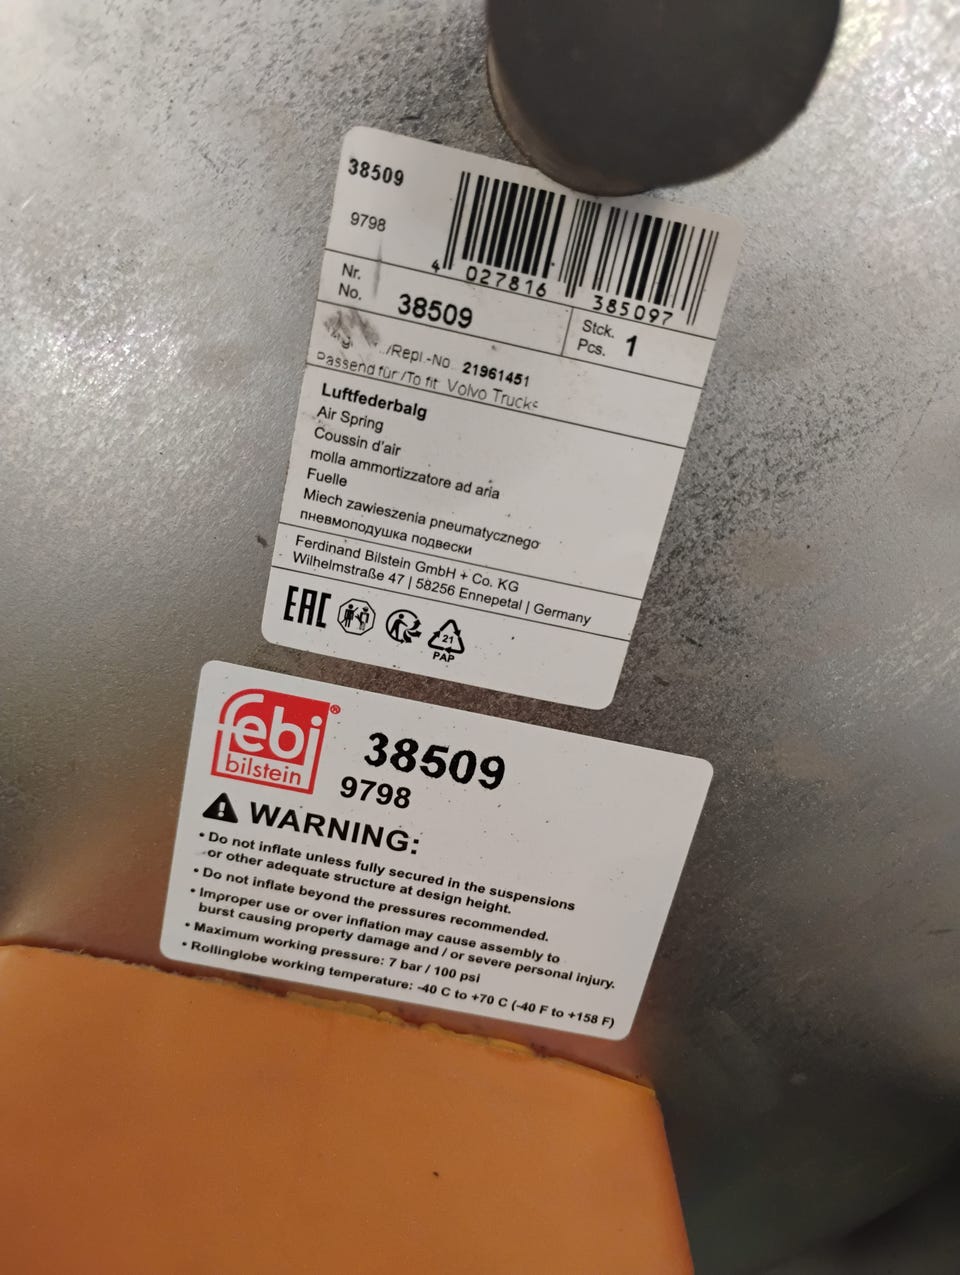 38509
9798
4 027816 385097
Nr.
No.
38509
Stck.
Pcs.
1
/Repl.-No. 21961451
Passend für/To fit Volvo Trucks
Luftfederbalg
Air Spring
Coussin d'air
molla ammortizzatore ad aria
Fuelle
Miech zawieszenia pneumatycznego
пневмоподушка подвески
Ferdinand Bilstein GmbH + Co. KG
Wilhelmstraße 47 | 58256 Ennepetal | Germany
EAC
21
PAP
febi®
bilstein
38509
9798
WARNING:
• Do not inflate unless fully secured in the suspensions
or other adequate structure at design height.
• Do not inflate beyond the pressures recommended.
• Improper use or over inflation may cause assembly to
burst causing property damage and / or severe personal injury.
• Maximum working pressure: 7 bar / 100 psi
• Rollinglobe working temperature: -40 C to +70 C (-40 F to +158 F)